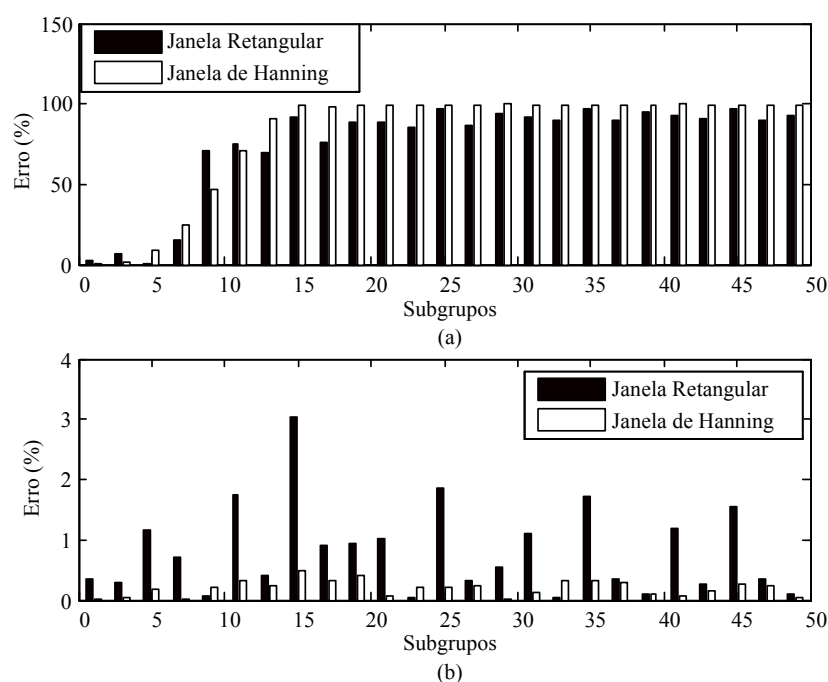 150
100
50
0
Erro (%)
Janela Retangular
Janela de Hanning
0 5 10 15 20 25 30 35 40 45 50
Subgrupos
(a)
4
3
2
1
0
Erro (%)
Janela Retangular
Janela de Hanning
0 5 10 15 20 25 30 35 40 45 50
Subgrupos
(b)